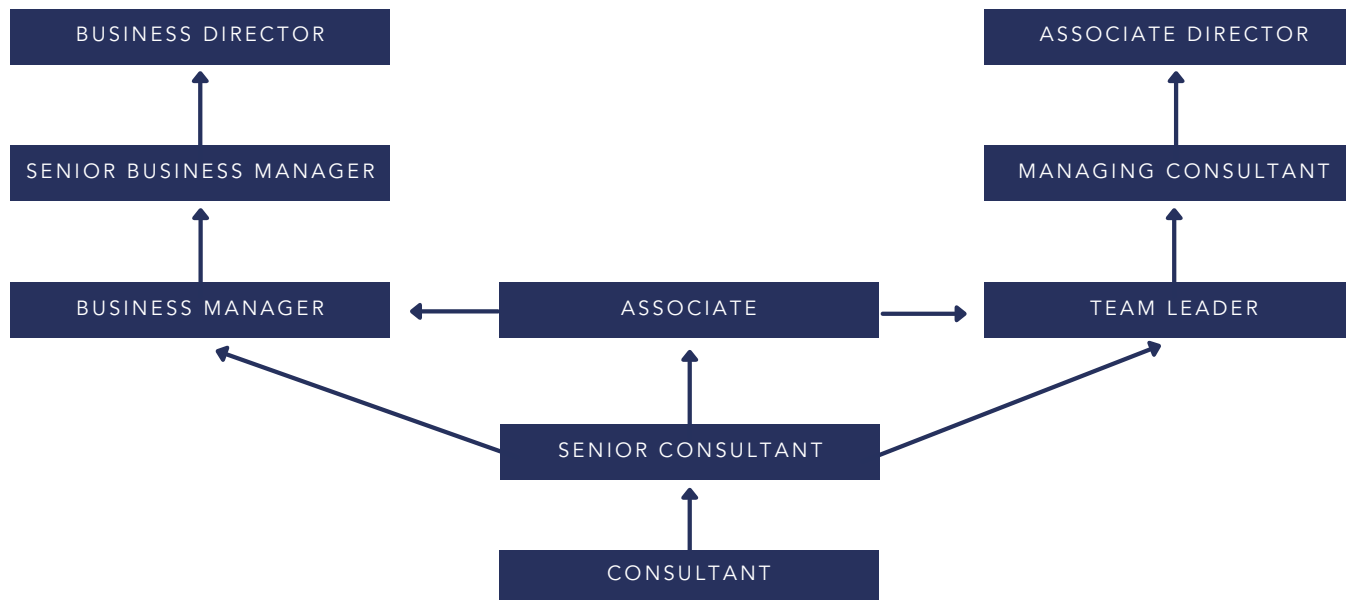 BUSINESS DIRECTOR
ASSOCIATE DIRECTOR
SENIOR BUSINESS MANAGER
MANAGING CONSULTANT
BUSINESS MANAGER
ASSOCIATE
TEAM LEADER
SENIOR CONSULTANT
CONSULTANT